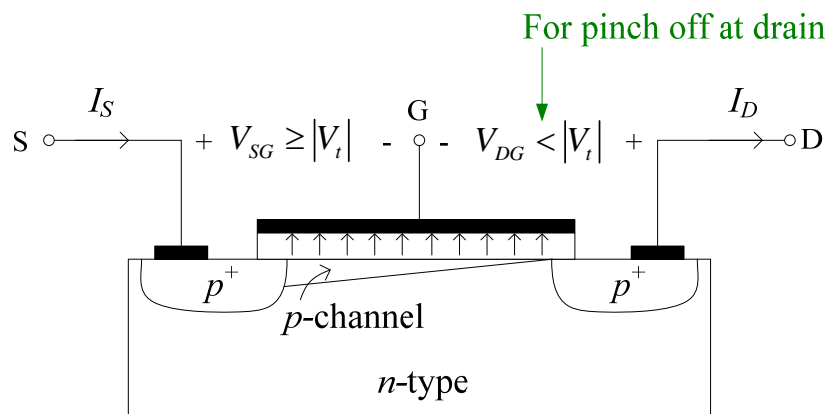 For pinch off at drain
I_S
G
I_D
S
+ V_SG ≥ |V_t| -
- V_DG < |V_t| +
D
p⁺
p⁺
p-channel
n-type